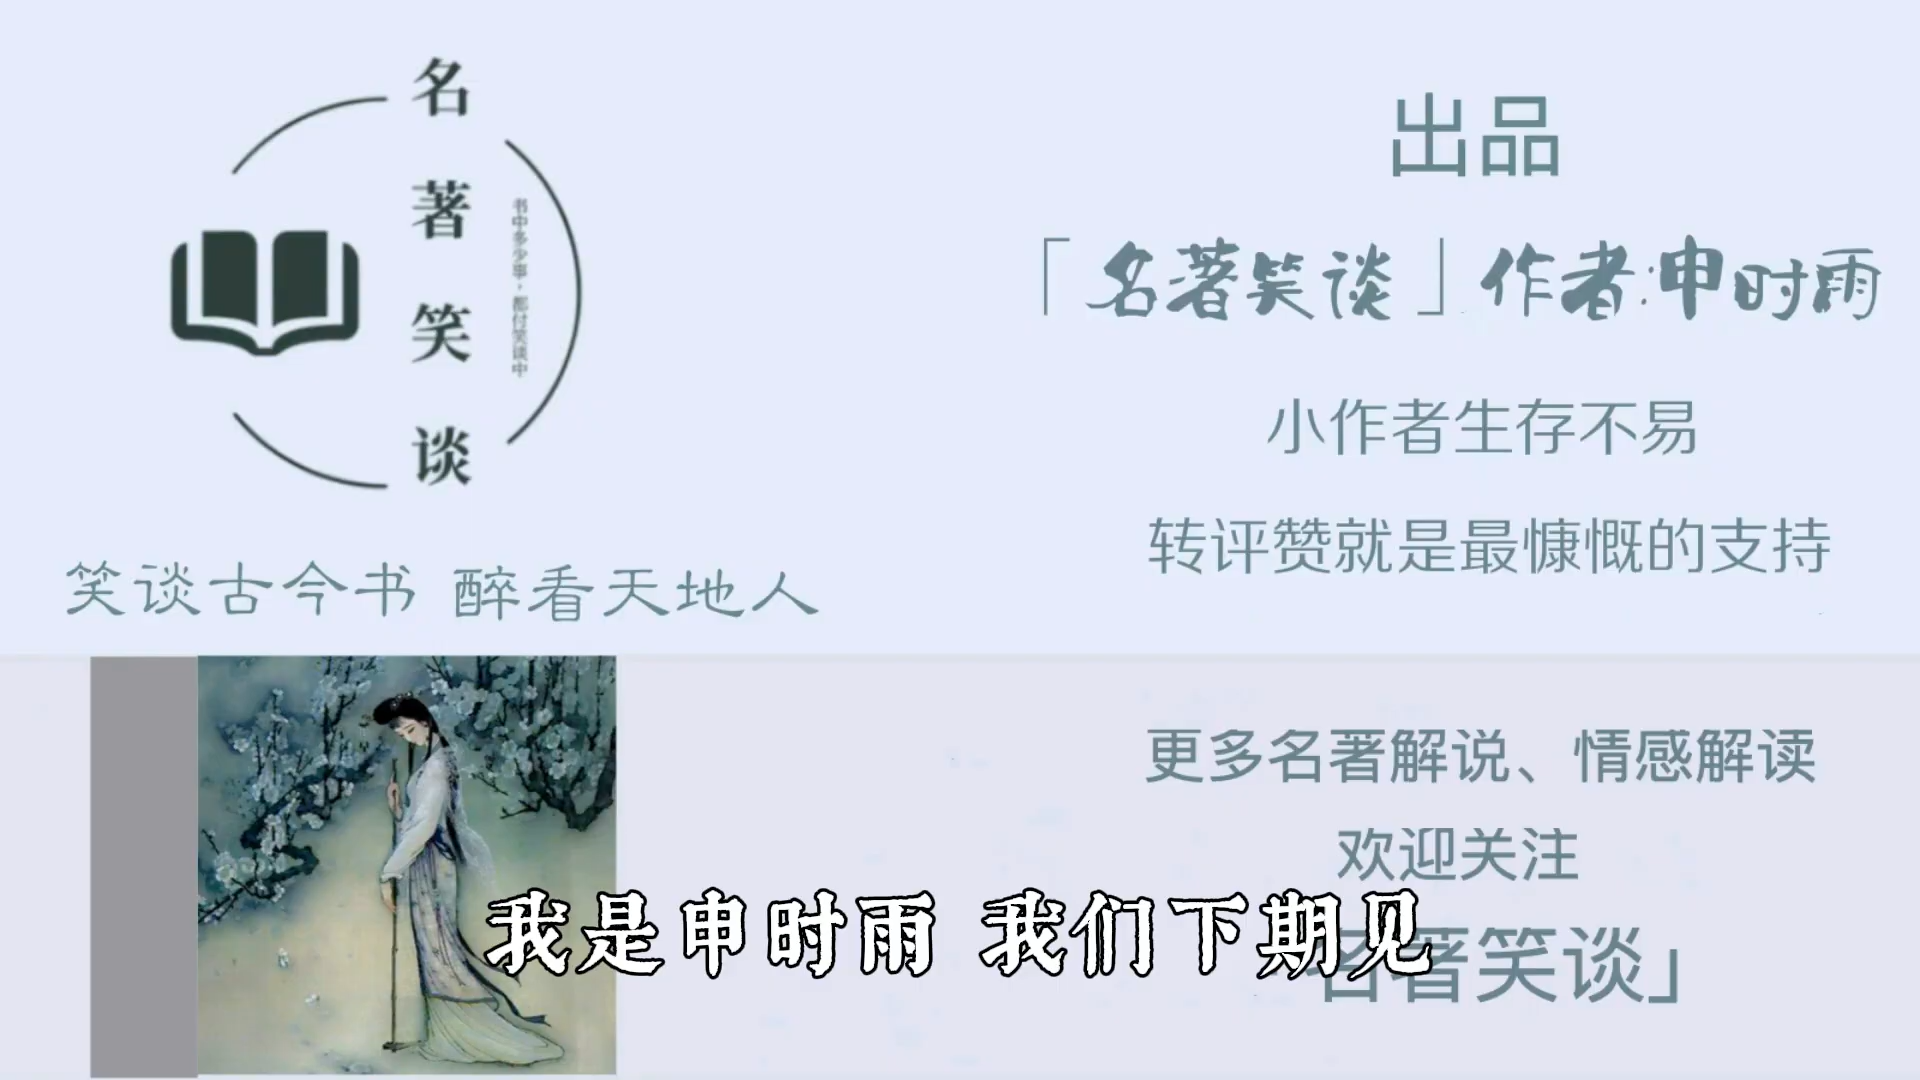 名著笑谈
书中多少事，都付笑谈中
笑谈古今书 醉看天地人
出品
「名著笑谈」作者:申时雨
小作者生存不易
转评赞就是最慷慨的支持
更多名著解说、情感解读
欢迎关注
名著笑谈」
我是申时雨 我们下期见